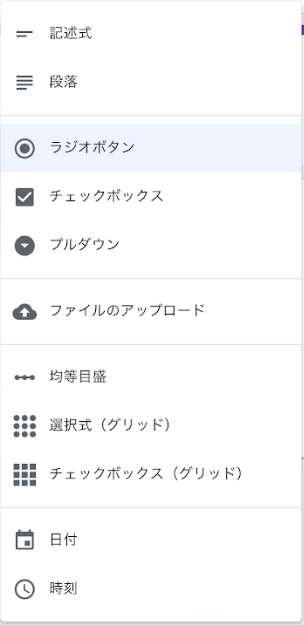 記述式
段落
ラジオボタン
チェックボックス
プルダウン
ファイルのアップロード
均等目盛
選択式（グリッド）
チェックボックス（グリッド）
日付
時刻